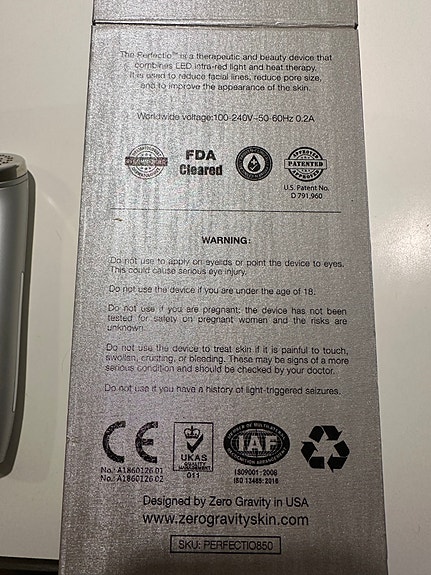 The Perfectio™ is a therapeutic and beauty device that
combines LED infra-red light and heat therapy.
It is used to reduce facial lines, reduce pore size,
and to improve the appearance of the skin.
Worldwide voltage:100-240V~50-60Hz 0.2A
RECOMMENDED
FDA
Cleared
PATENTED
APPROVED
PATENTED
U.S. Patent No.
D 791,960
WARNING:
Do not use to apply on eyelids or point the device to eyes.
This could cause serious eye injury.
Do not use the device if you are under the age of 18.
Do not use if you are pregnant; the device has not been
tested for safety on pregnant women and the risks are
unknown.
Do not use the device to treat skin if it is painful to touch,
swollen, crusting, or bleeding. These may be signs of a more
serious condition and should be checked by your doctor.
Do not use if you have a history of light-triggered seizures.
CE
No.: A1860126 01
No.: A1860126 02
UKAS
QUALITY
MANAGEMENT
011
IAF
ISO9001:2008
ISO 13485:2016
Designed by Zero Gravity in USA
www.zerogravityskin.com
SKU: PERFECTIO850